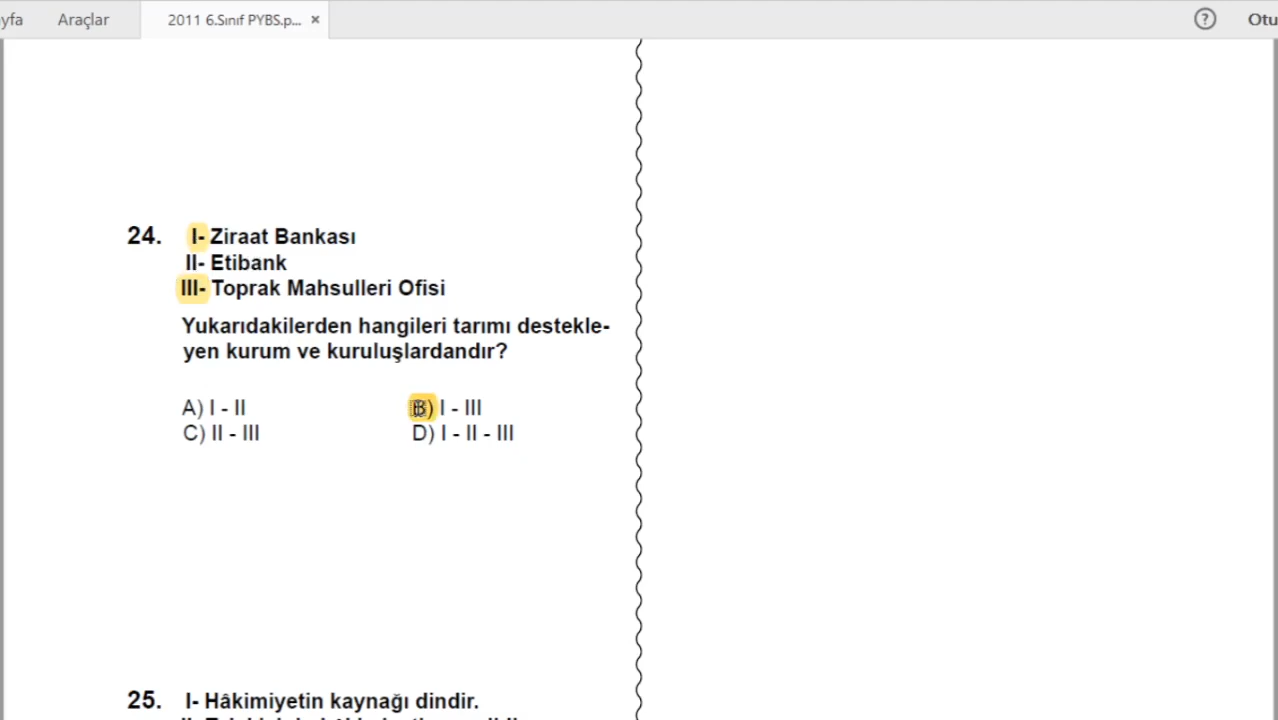 yfa Araçlar 2011 6.Sınıf PYBS.p... × ? Otu
24. I- Ziraat Bankası
II- Etibank
III- Toprak Mahsulleri Ofisi
Yukarıdakilerden hangileri tarımı destekle-
yen kurum ve kuruluşlardandır?
A) I - II B) I - III
C) II - III D) I - II - III
25. I- Hâkimiyetin kaynağı dindir.